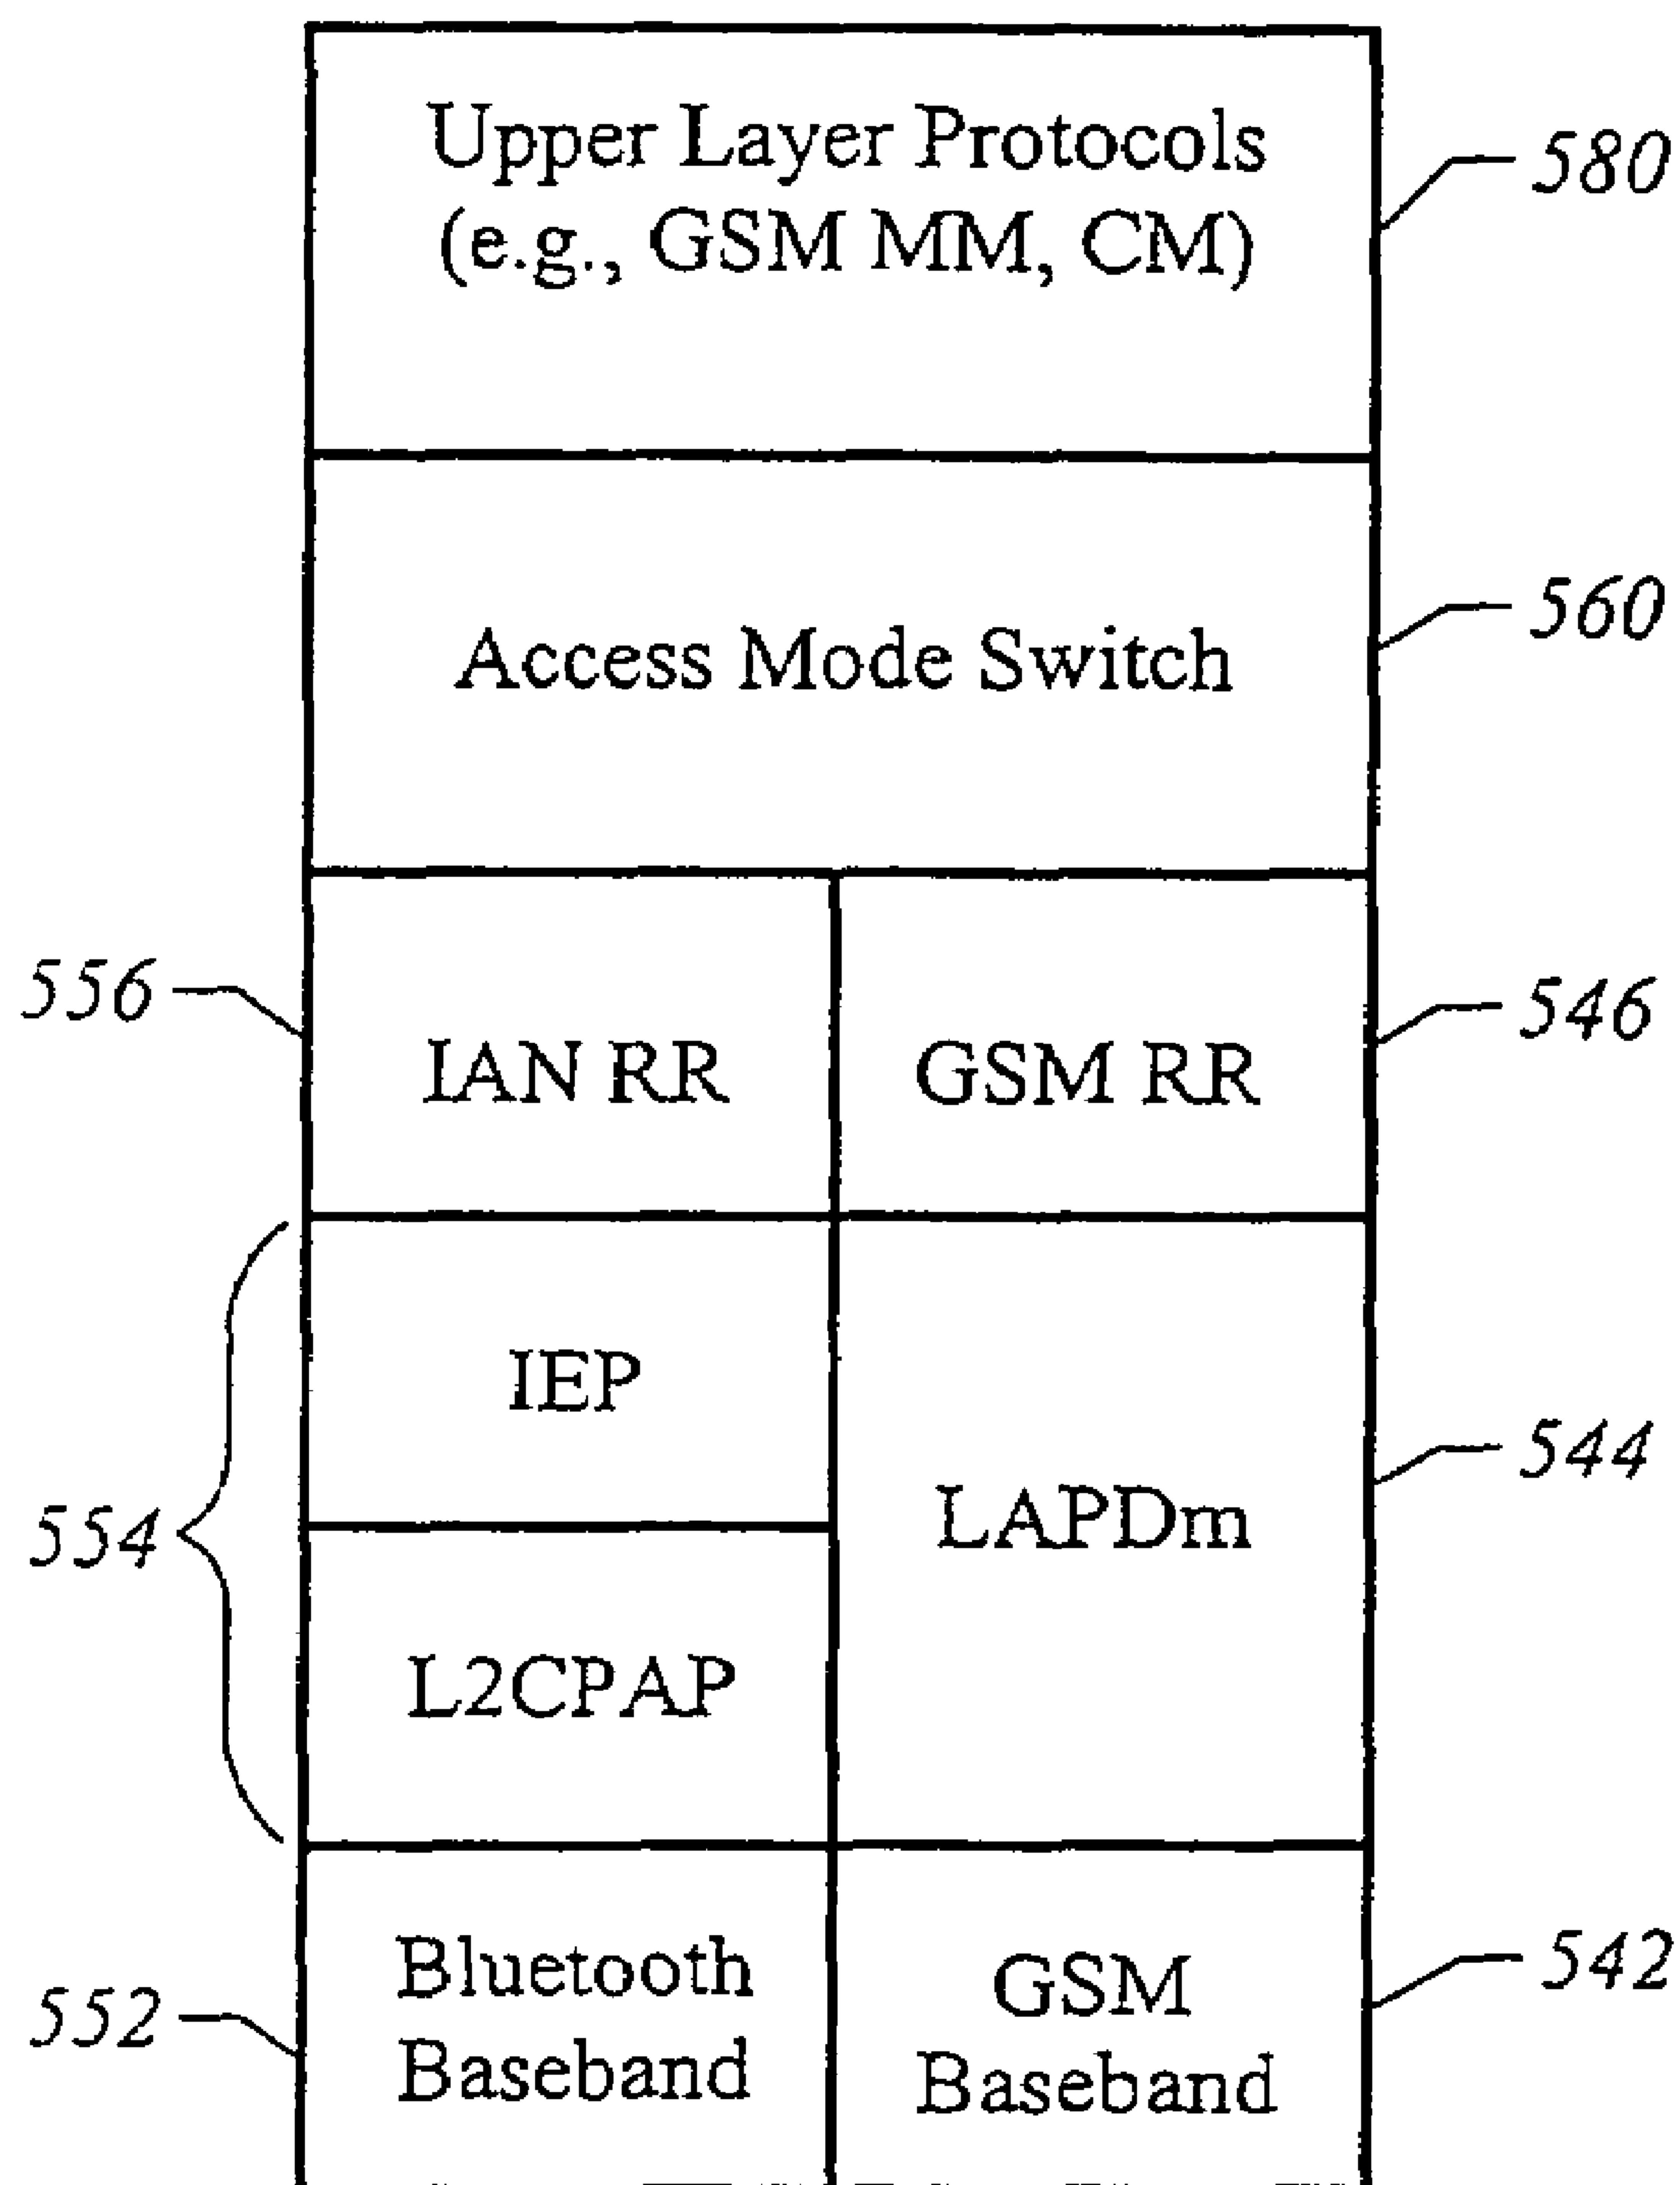 Upper Layer Protocols
(e.g., GSM MM, CM)
580
Access Mode Switch
560
556
IAN RR
GSM RR
546
IEP
554
LAPDm
544
L2CPAP
Bluetooth
Baseband
552
GSM
Baseband
542